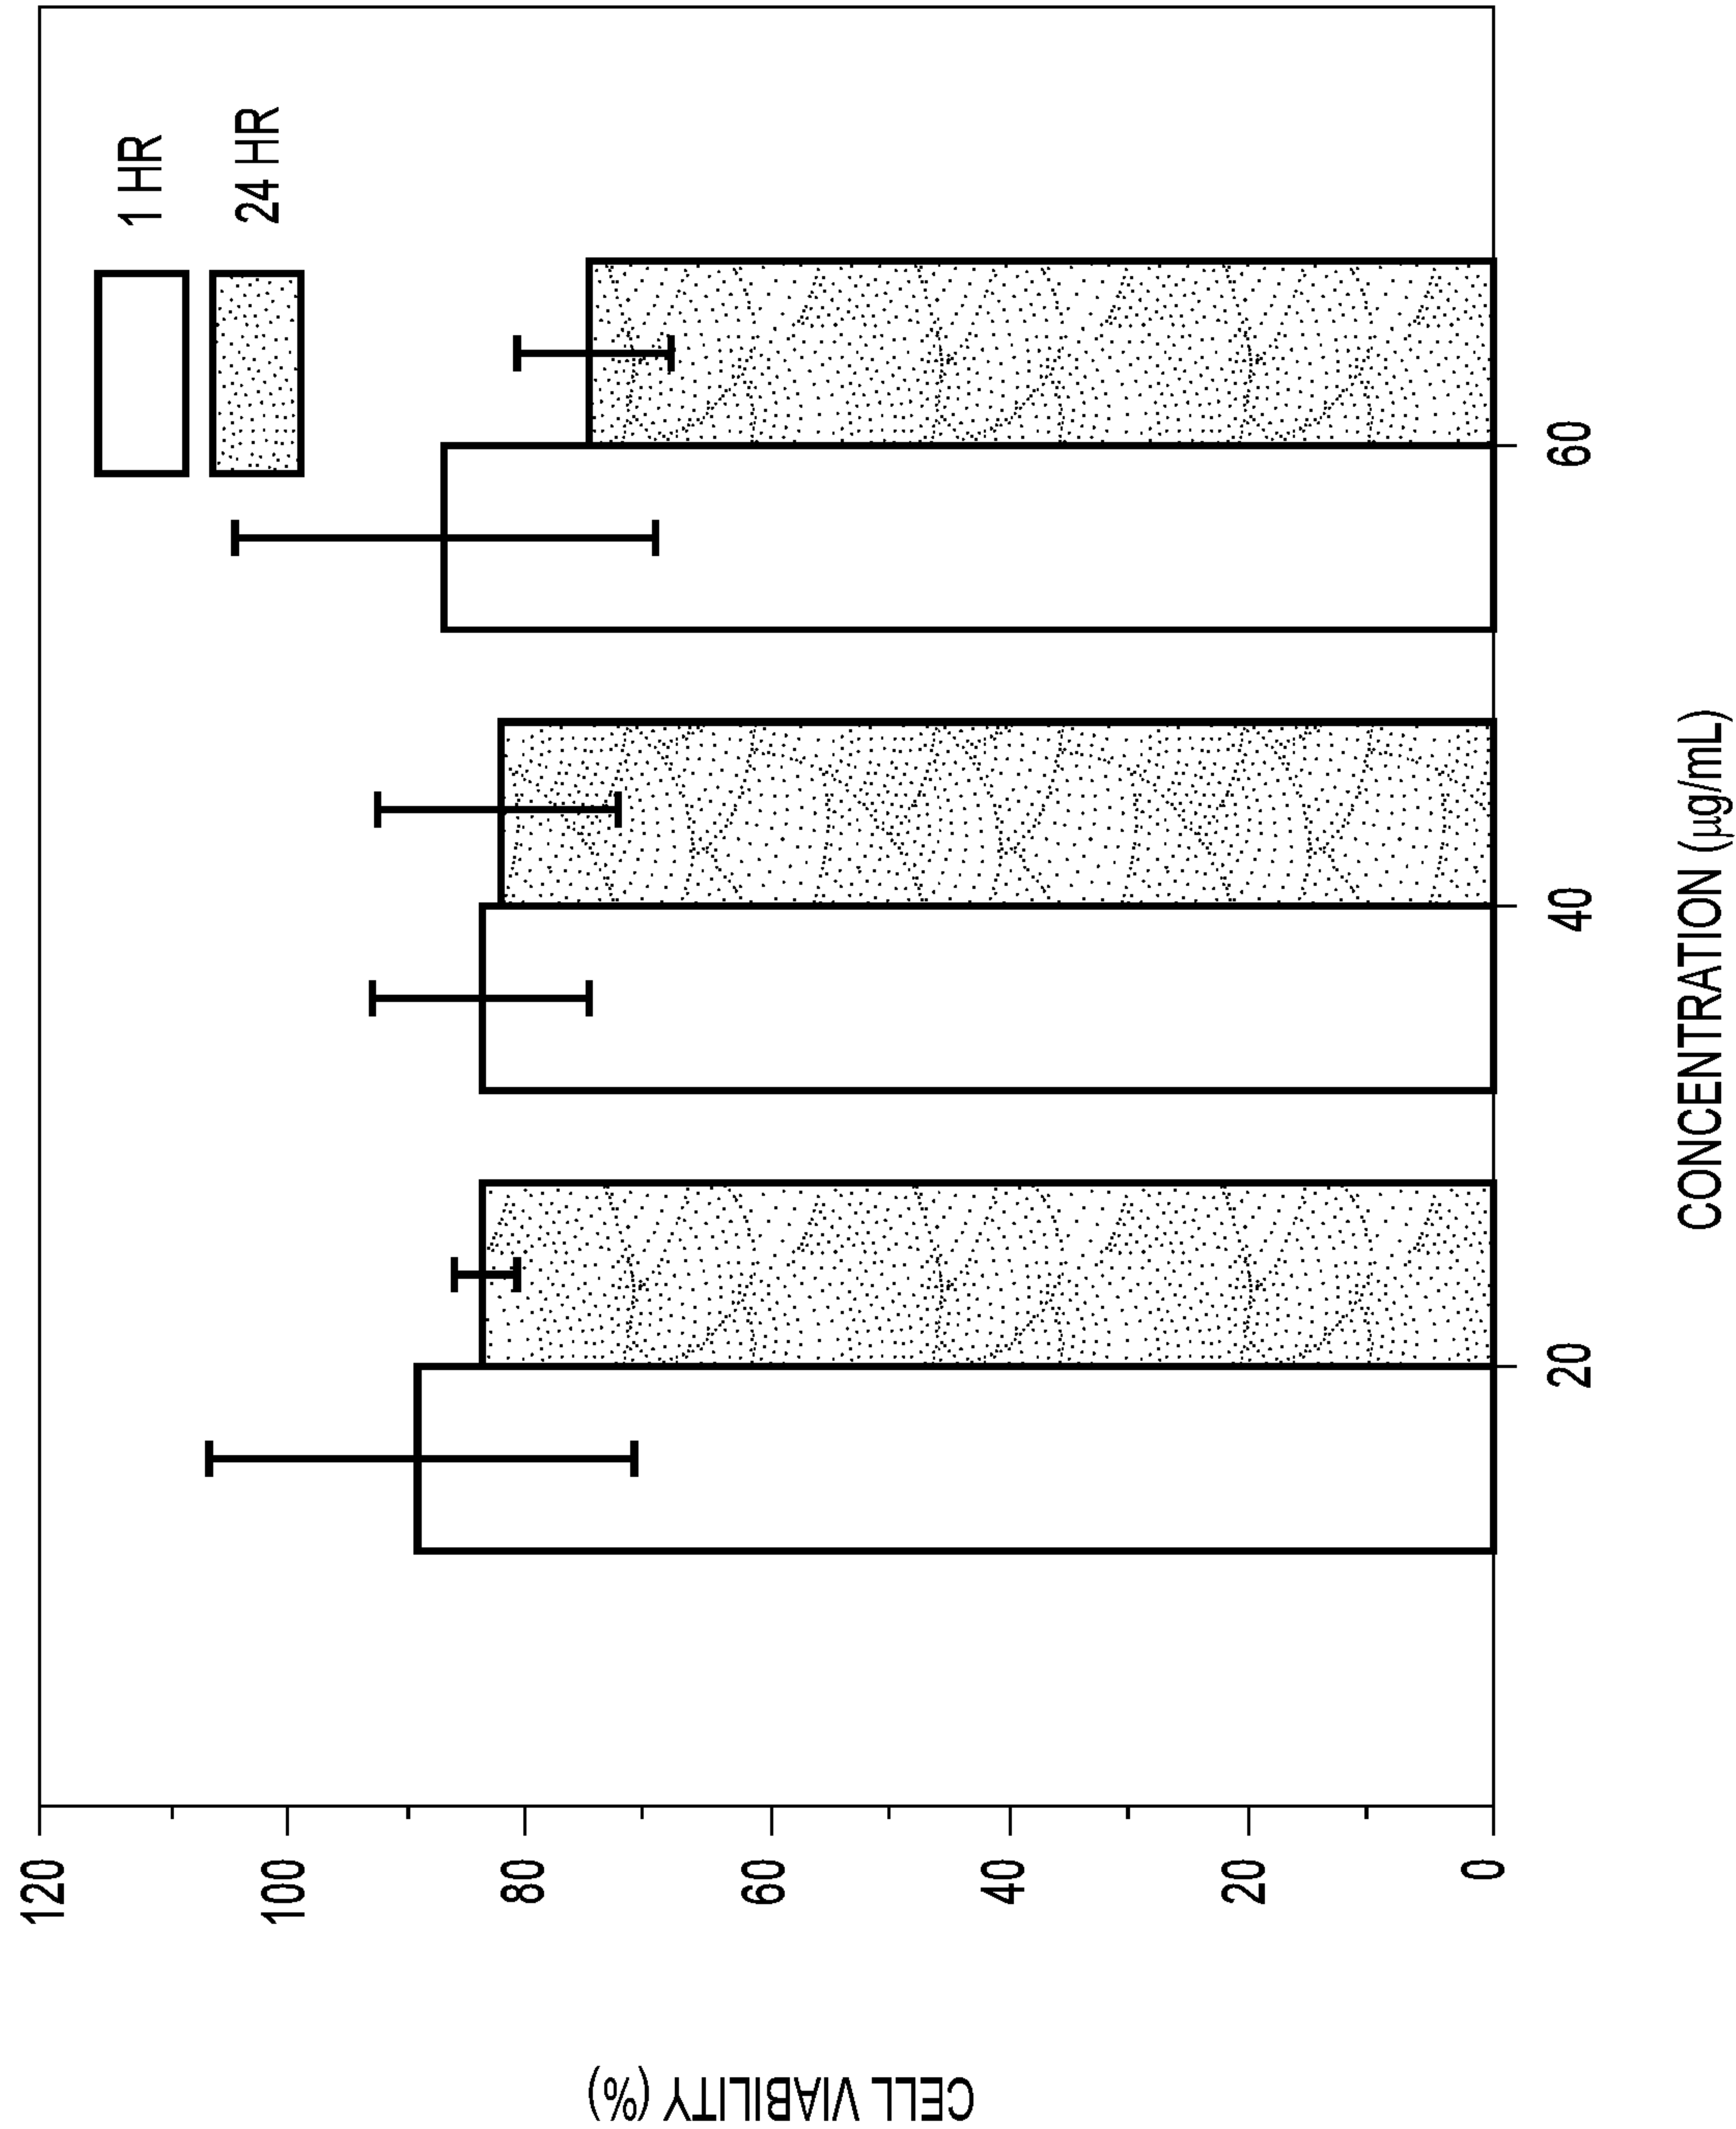 1 HR
24 HR
CELL VIABILITY (%)
120
100
80
60
40
20
0
20
40
60
CONCENTRATION (µg/mL)